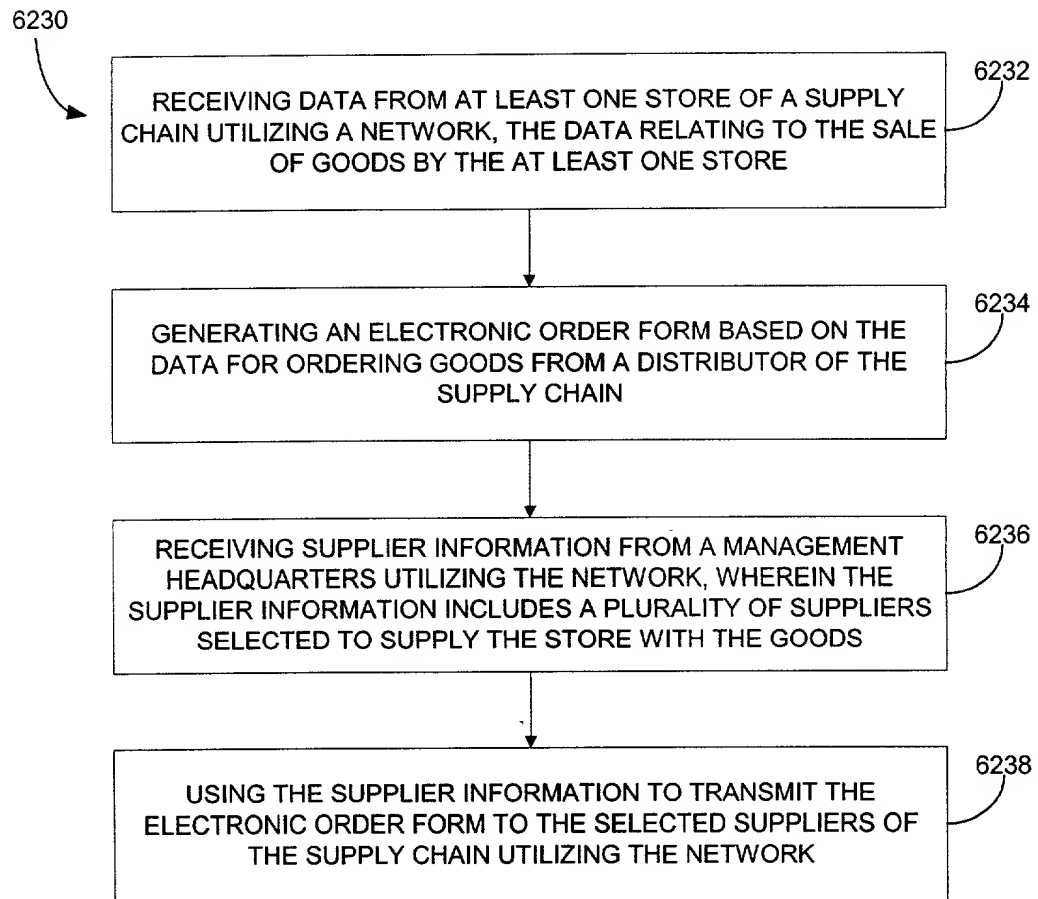 6230
6232
RECEIVING DATA FROM AT LEAST ONE STORE OF A SUPPLY
CHAIN UTILIZING A NETWORK, THE DATA RELATING TO THE SALE
OF GOODS BY THE AT LEAST ONE STORE
6234
GENERATING AN ELECTRONIC ORDER FORM BASED ON THE
DATA FOR ORDERING GOODS FROM A DISTRIBUTOR OF THE
SUPPLY CHAIN
6236
RECEIVING SUPPLIER INFORMATION FROM A MANAGEMENT
HEADQUARTERS UTILIZING THE NETWORK, WHEREIN THE
SUPPLIER INFORMATION INCLUDES A PLURALITY OF SUPPLIERS
SELECTED TO SUPPLY THE STORE WITH THE GOODS
6238
USING THE SUPPLIER INFORMATION TO TRANSMIT THE
ELECTRONIC ORDER FORM TO THE SELECTED SUPPLIERS OF
THE SUPPLY CHAIN UTILIZING THE NETWORK